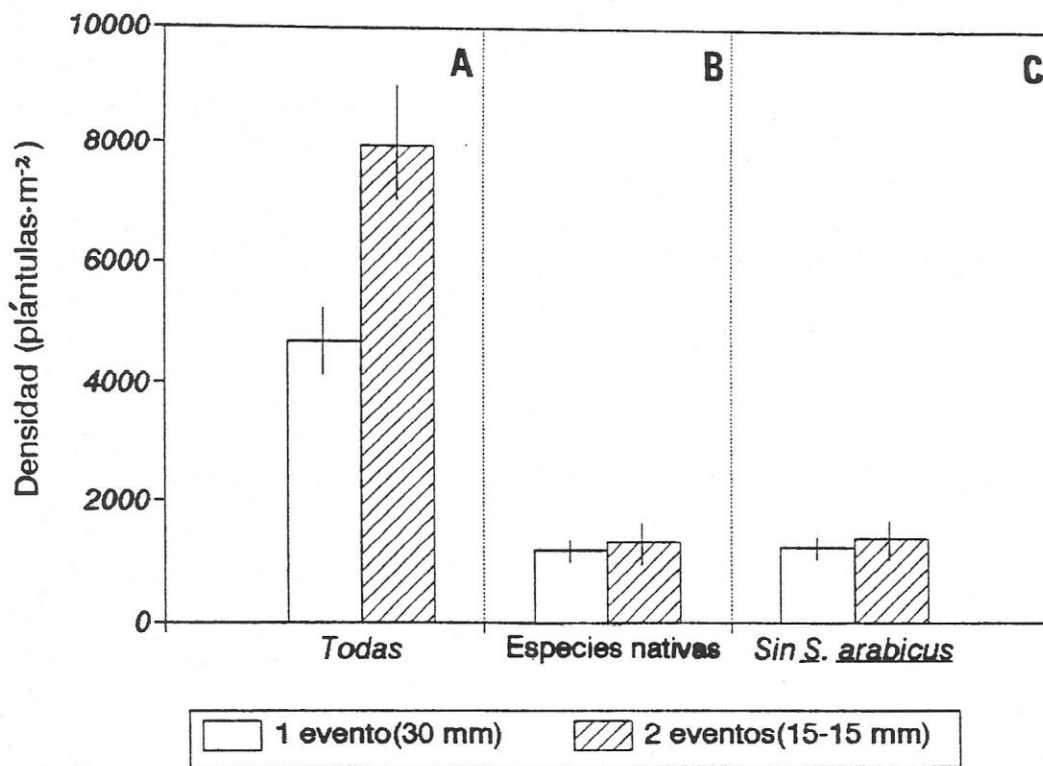 Densidad (plántulas·m⁻²)
10000
8000
6000
4000
2000
0
A
B
C
Todas
Especies nativas
Sin S. arabicus
1 evento(30 mm)
2 eventos(15-15 mm)